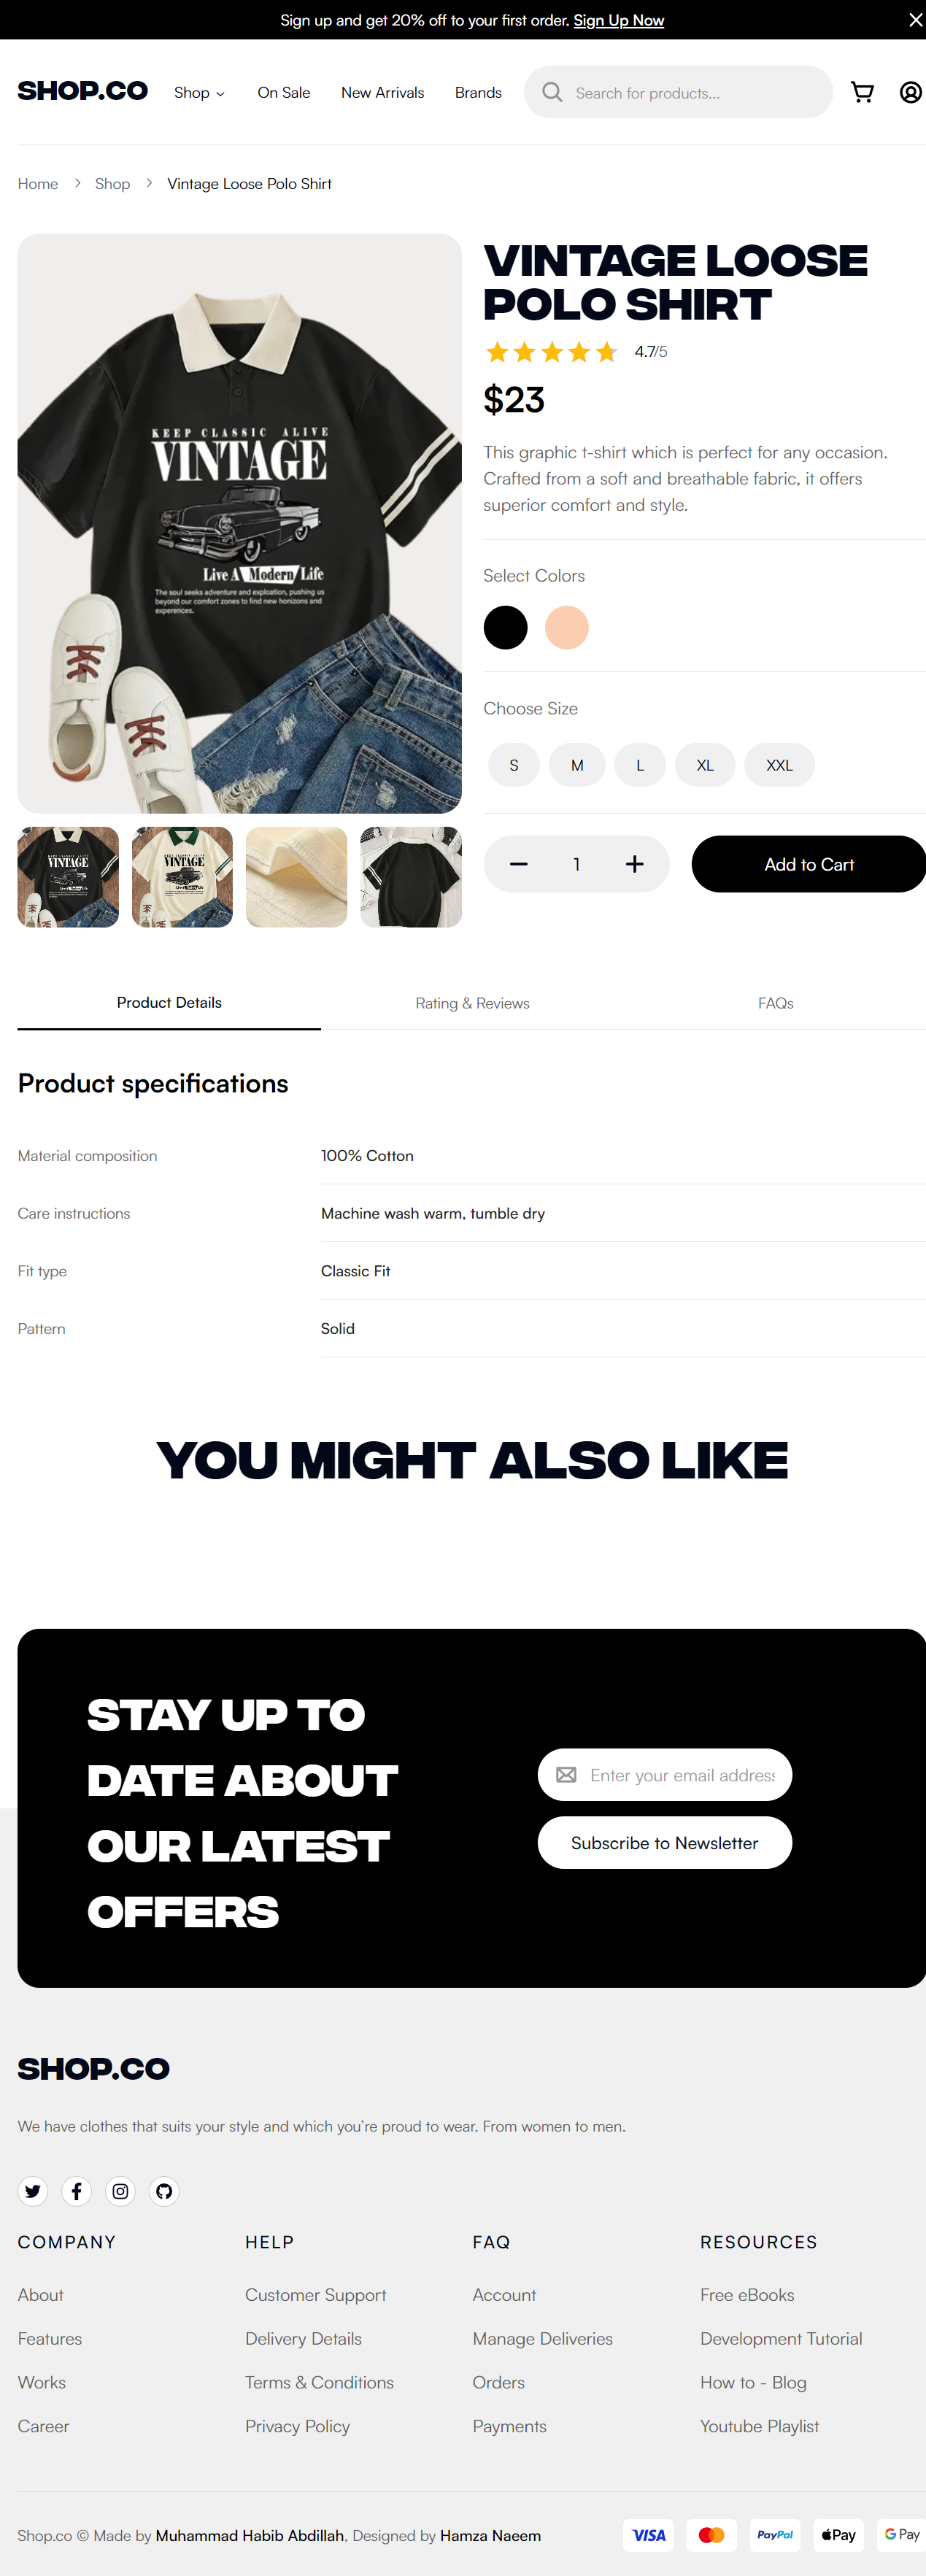 Sign up and get 20% off to your first order. Sign Up Now
SHOP.CO
Shop
On Sale
New Arrivals
Brands
Search for products...
Home > Shop > Vintage Loose Polo Shirt
KEEP CLASSIC ALIVE
VINTAGE
Live A Modern Life
The soul seeks adventure and exploation, pushing us
beyond our comfort zones to find new honizons and
experences.
VINTAGE
VINTAGE
VINTAGE LOOSE
POLO SHIRT
4.7/5
$23
This graphic t-shirt which is perfect for any occasion.
Crafted from a soft and breathable fabric, it offers
superior comfort and style.
Select Colors
Choose Size
S
M
L
XL
XXL
1
Add to Cart
Product Details
Rating & Reviews
FAQs
Product specifications
Material composition
100% Cotton
Care instructions
Machine wash warm, tumble dry
Fit type
Classic Fit
Pattern
Solid
YOU MIGHT ALSO LIKE
STAY UP TO
DATE ABOUT
OUR LATEST
OFFERS
Enter your email address
Subscribe to Newsletter
SHOP.CO
We have clothes that suits your style and which you're proud to wear. From women to men.
COMPANY
About
Features
Works
Career
HELP
Customer Support
Delivery Details
Terms & Conditions
Privacy Policy
FAQ
Account
Manage Deliveries
Orders
Payments
RESOURCES
Free eBooks
Development Tutorial
How to - Blog
Youtube Playlist
Shop.co © Made by Muhammad Habib Abdillah, Designed by Hamza Naeem
VISA
PayPal
Pay
G Pay